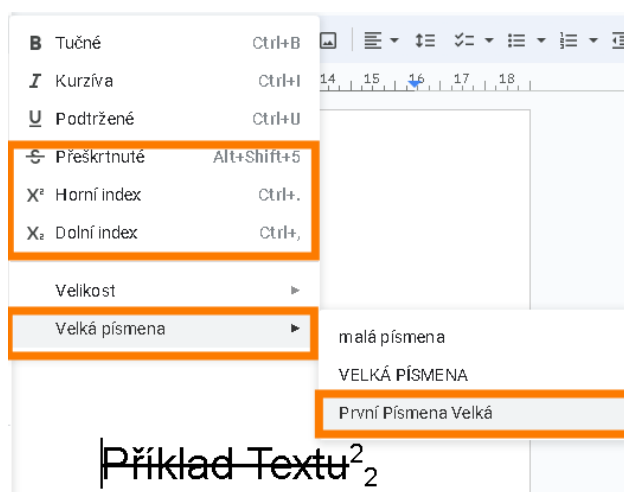 B Tučné Ctrl+B
I Kurzíva Ctrl+I
U Podtržené Ctrl+U
S Přeškrtnuté Alt+Shift+5
X² Horní index Ctrl+.
X₂ Dolní index Ctrl+,
Velikost
Velká písmena
malá písmena
VELKÁ PÍSMENA
První Písmena Velká
14 15 16 17 18
Příklad Textu²₂